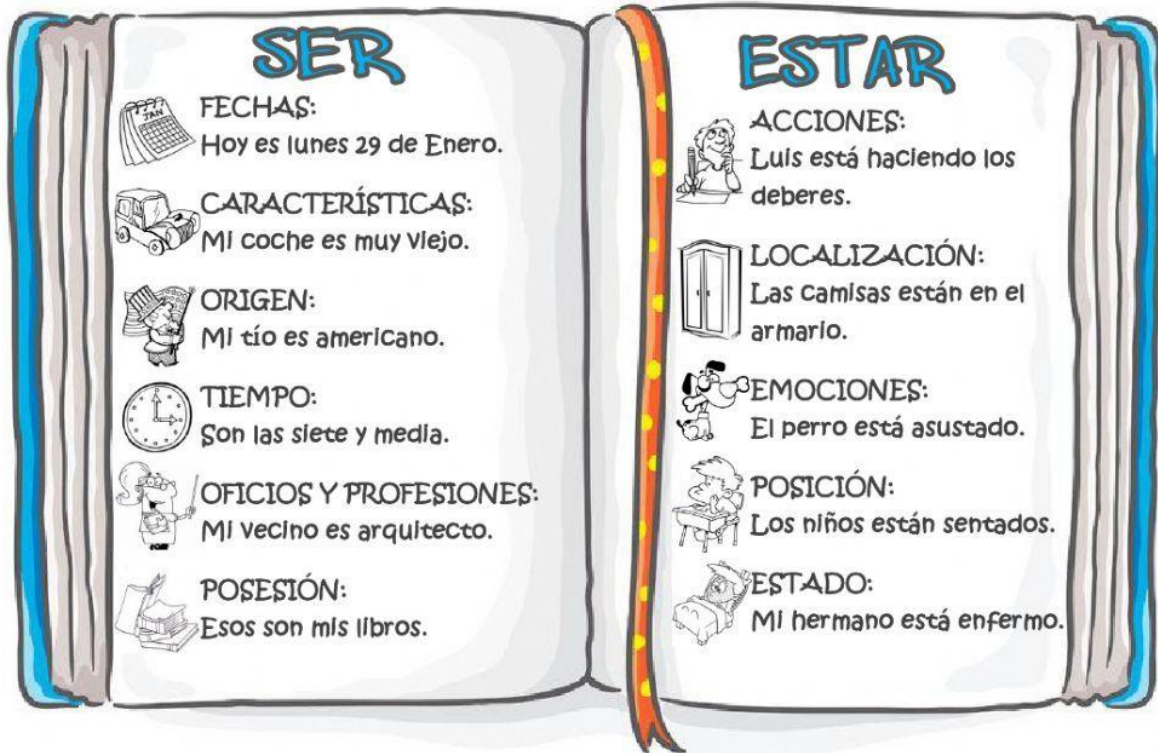 SER
FECHAS:
Hoy es lunes 29 de Enero.
CARACTERÍSTICAS:
Mi coche es muy viejo.
ORIGEN:
Mi tío es americano.
TIEMPO:
Son las siete y media.
OFICIOS Y PROFESIONES:
Mi vecino es arquitecto.
POSESIÓN:
Esos son mis libros.
ESTAR
ACCIONES:
Luis está haciendo los
deberes.
LOCALIZACIÓN:
Las camisas están en el
armario.
EMOCIONES:
El perro está asustado.
POSICIÓN:
Los niños están sentados.
ESTADO:
Mi hermano está enfermo.
JAN